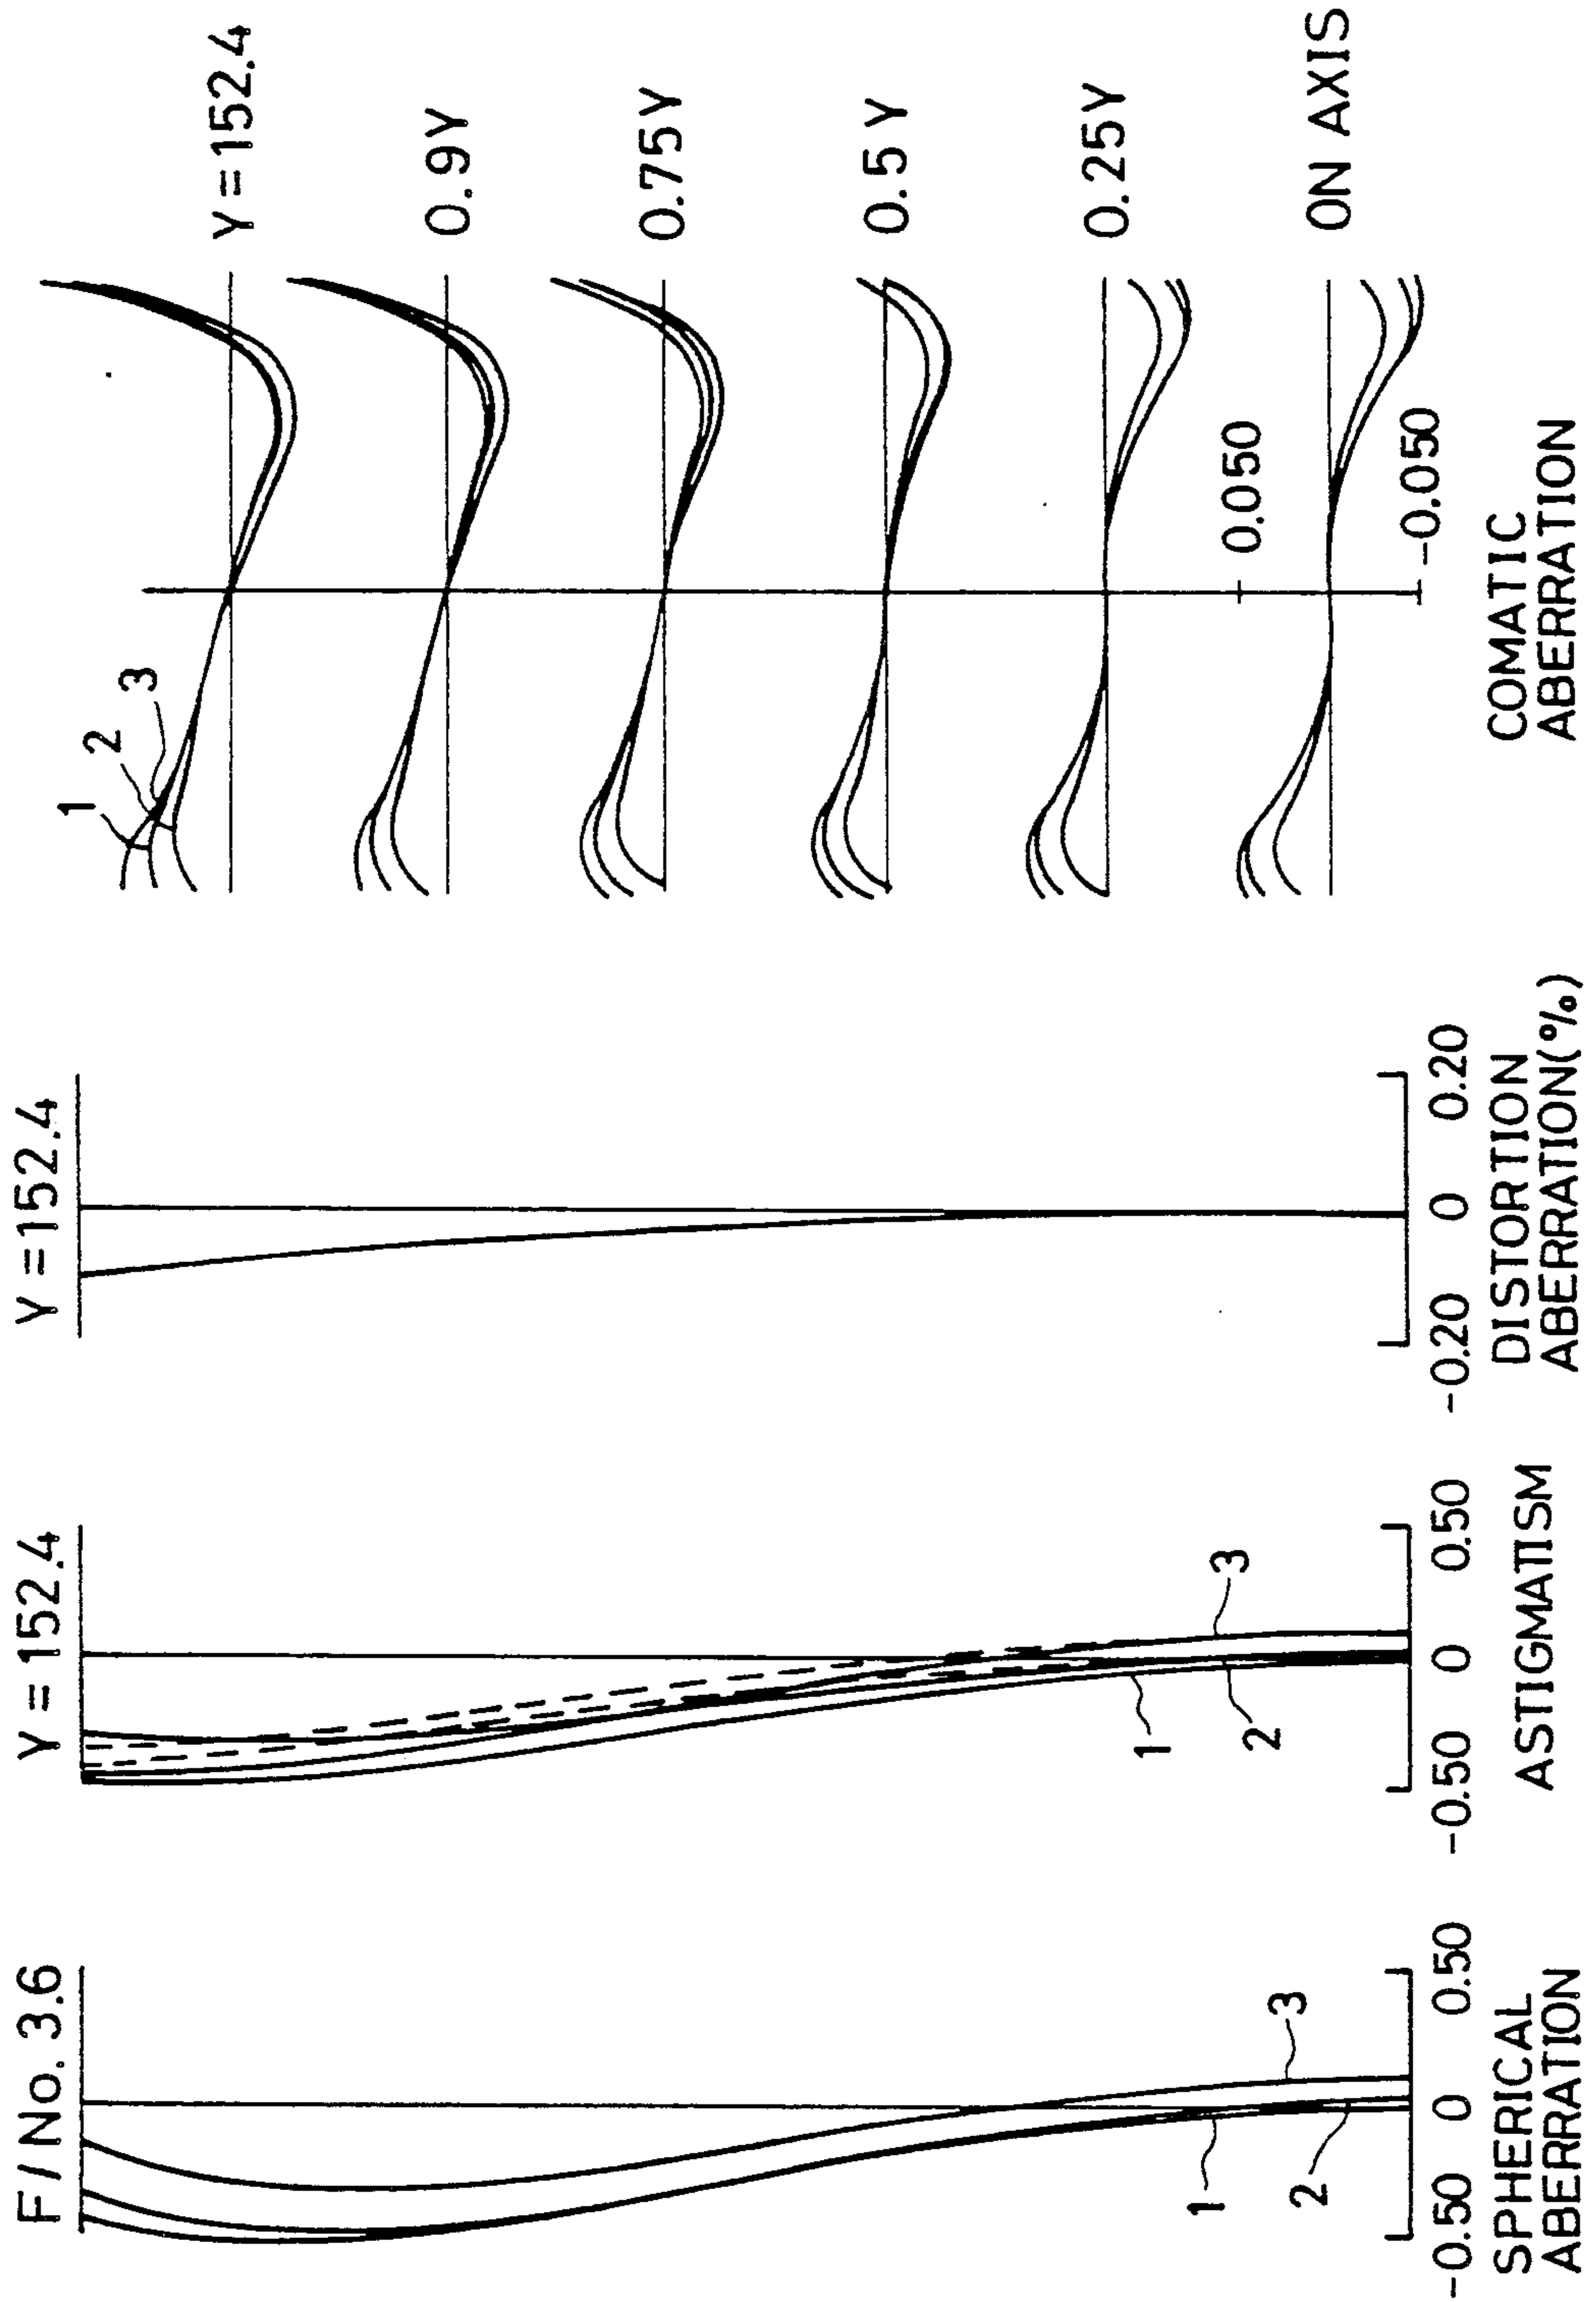 F/No. 3.6
1
2
3
-0.50
0
0.50
SPHERICAL
ABERRATION
Y=152.4
1
2
3
-0.50
0
0.50
ASTIGMATISM
Y=152.4
-0.20
0
0.20
DISTORTION
ABERRATION(%)
1
2
3
Y=152.4
0.9Y
0.75Y
0.5Y
0.25Y
0.050
ON AXIS
-0.050
COMATIC
ABERRATION